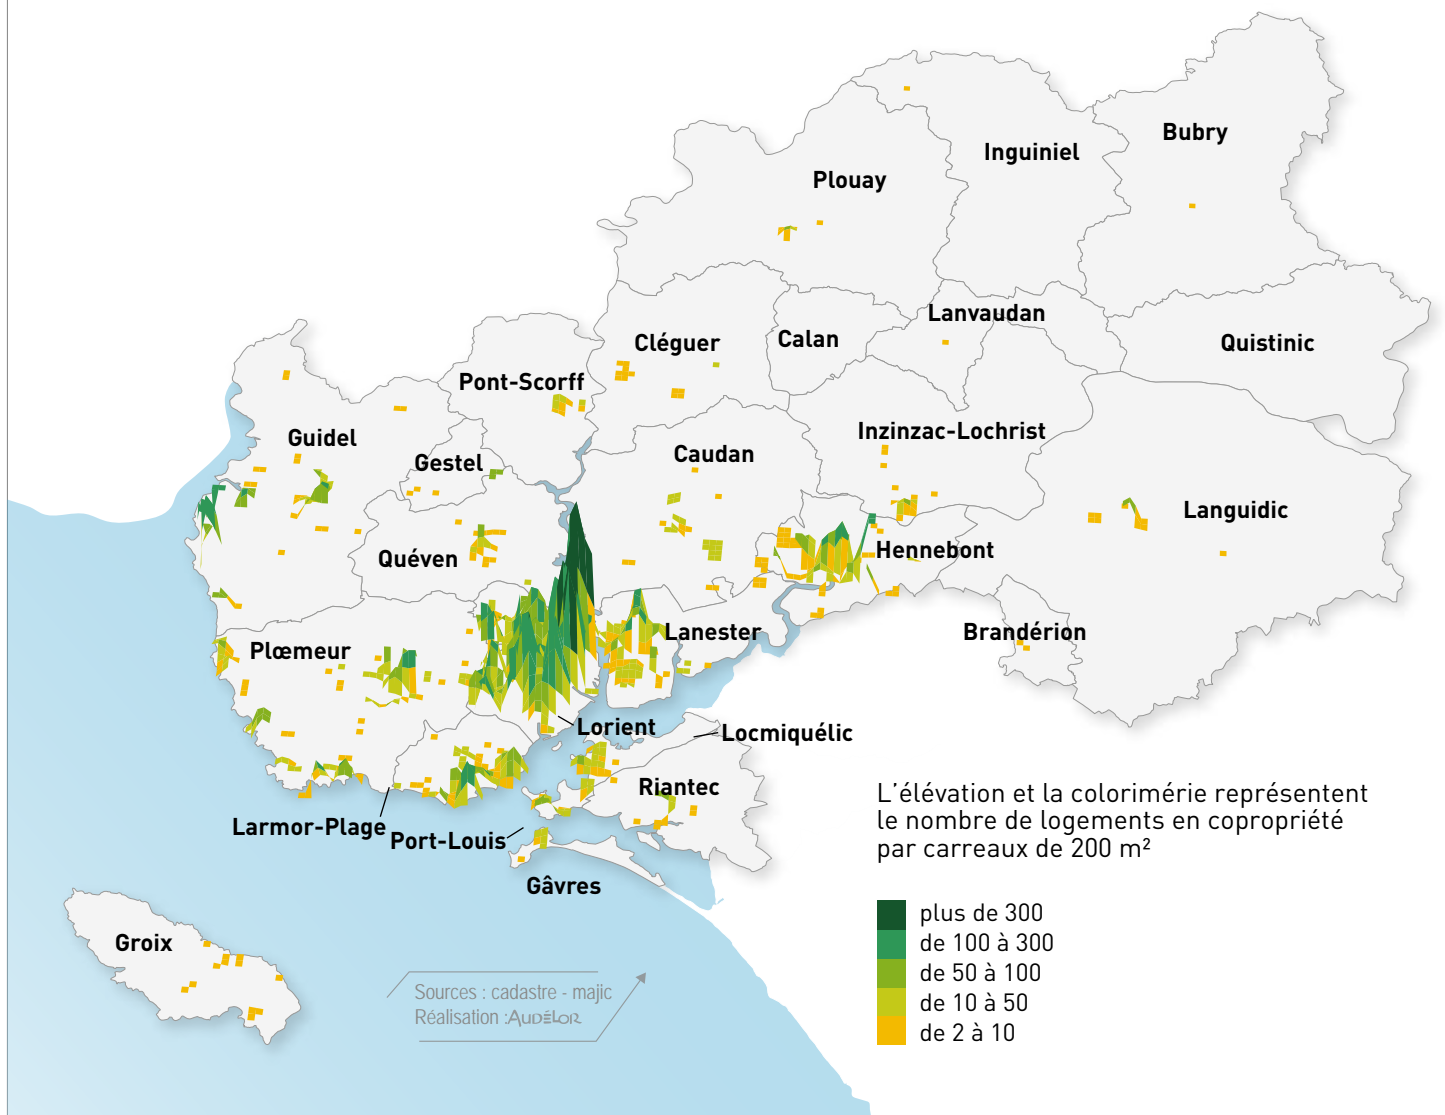 Bubry
Inguiniel
Plouay
Lanvaudan
Calan
Cléguer
Quistinic
Pont-Scorff
Guidel
Inzinzac-Lochrist
Caudan
Gestel
Languidic
Quéven
Hennebont
Lanester
Brandérion
Plœmeur
Lorient
Locmiquélic
Riantec
Larmor-Plage
Port-Louis
Gâvres
Groix
L'élévation et la colorimérie représentent
le nombre de logements en copropriété
par carreaux de 200 m²
plus de 300
de 100 à 300
de 50 à 100
de 10 à 50
de 2 à 10
Sources : cadastre - majic
Réalisation :AUDÉLOR